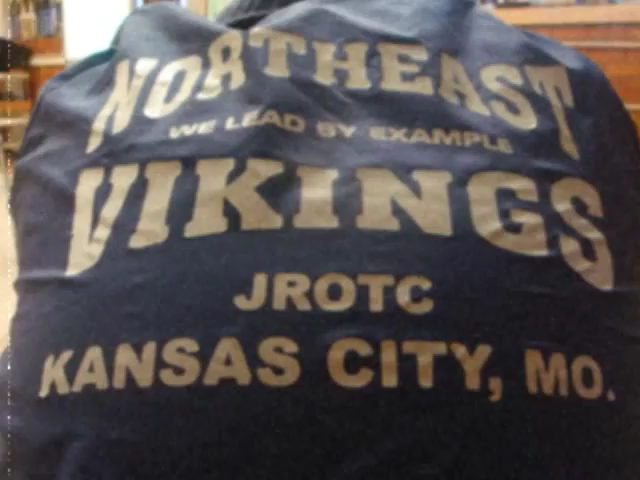 NORTHEAST
WE LEAD BY EXAMPLE
VIKINGS
JROTC
KANSAS CITY, MO.